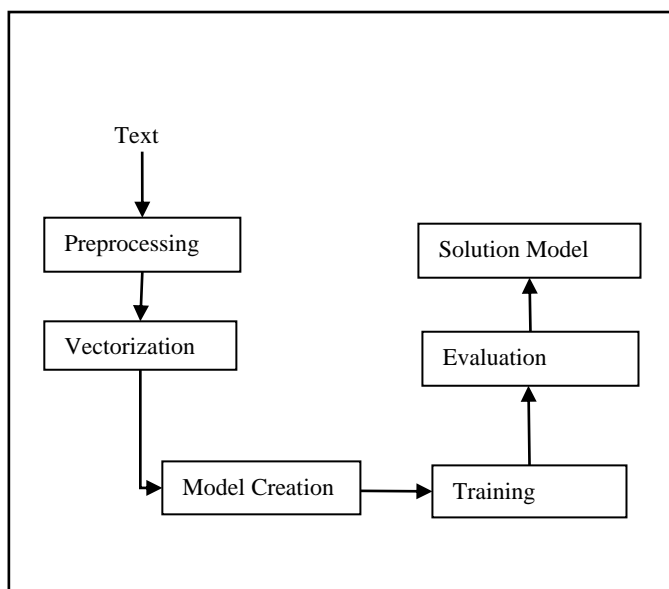 Text
Preprocessing
Vectorization
Model Creation
Training
Evaluation
Solution Model